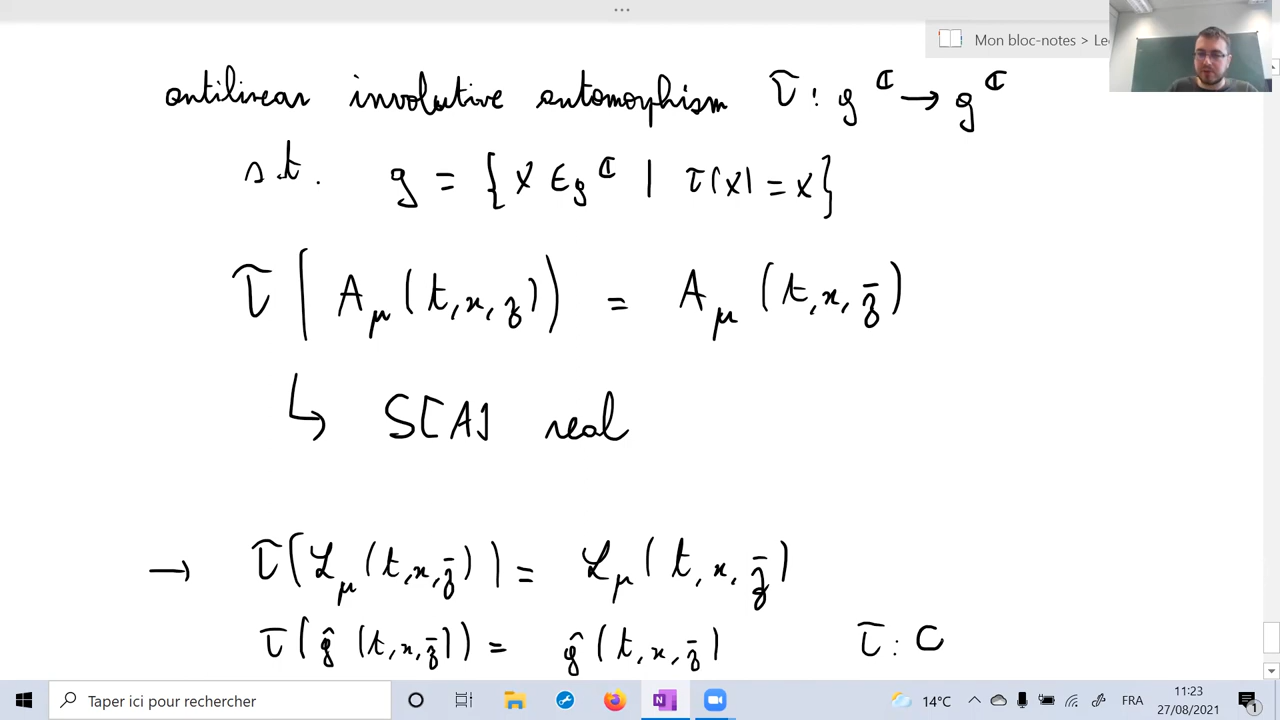 Mon bloc-notes > Le
antilinear involutive automorphism τ : g^ℂ → g^ℂ
s.t. g = { X ∈ g^ℂ | τ(X) = X }
τ( A_μ (t, x, z) ) = A_μ (t, x, z̄)
↳ S[A] real
→ τ( ℒ_μ (t, x, z̄) ) = ℒ_μ (t, x, z̄)
τ( ĝ (t, x, z̄) ) = ĝ (t, x, z̄) τ : G
Taper ici pour rechercher
14°C
FRA
11:23
27/08/2021
1